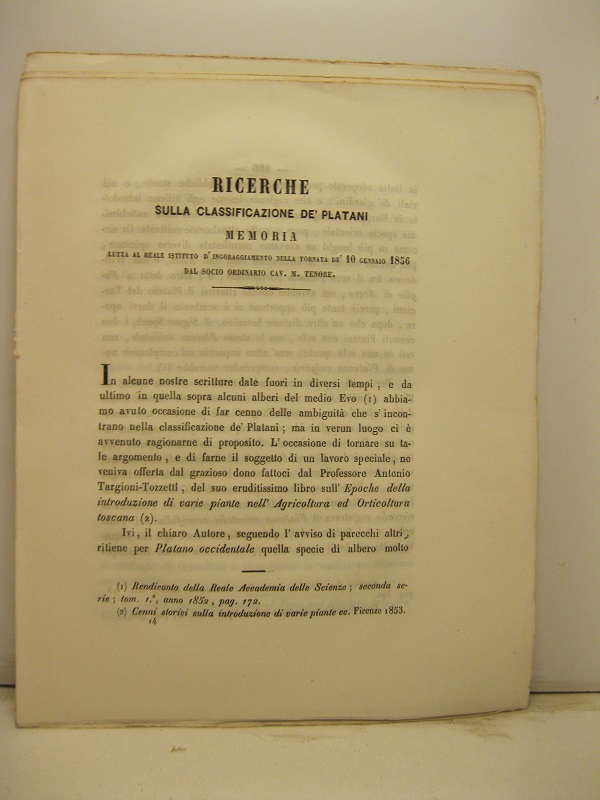 RICERCHE
SULLA CLASSIFICAZIONE DE' PLATANI
MEMORIA
LETTA AL REALE ISTITUTO D'INCORAGGIAMENTO NELLA TORNATA DE' 10 GENNAIO 1856
DAL SOCIO ORDINARIO CAV. M. TENORE.
In alcune nostre scritture date fuori in diversi tempi, e da
ultimo in quella sopra alcuni alberi del medio Evo (1) abbia-
mo avuto occasione di far cenno delle ambiguità che s'incon-
trano nella classificazione de' Platani; ma in verun luogo ci è
avvenuto ragionarne di proposito. L'occasione di tornare su ta-
le argomento, e di farne il soggetto di un lavoro speciale, ne
veniva offerta dal grazioso dono fattoci dal Professore Antonio
Targioni-Tozzetti, del suo eruditissimo libro sull' Epoche della
introduzione di varie piante nell' Agricoltura ed Orticoltura
toscana (2).
Ivi, il chiaro Autore, seguendo l' avviso di parecchi altri,
ritiene per Platano occidentale quella specie di albero molto
(1) Rendiconto della Reale Accademia delle Scienze; seconda se-
rie; tom. 1.°, anno 1852, pag. 172.
(2) Cenni storici sulla introduzione di varie piante ec. Firenze 1853.
14